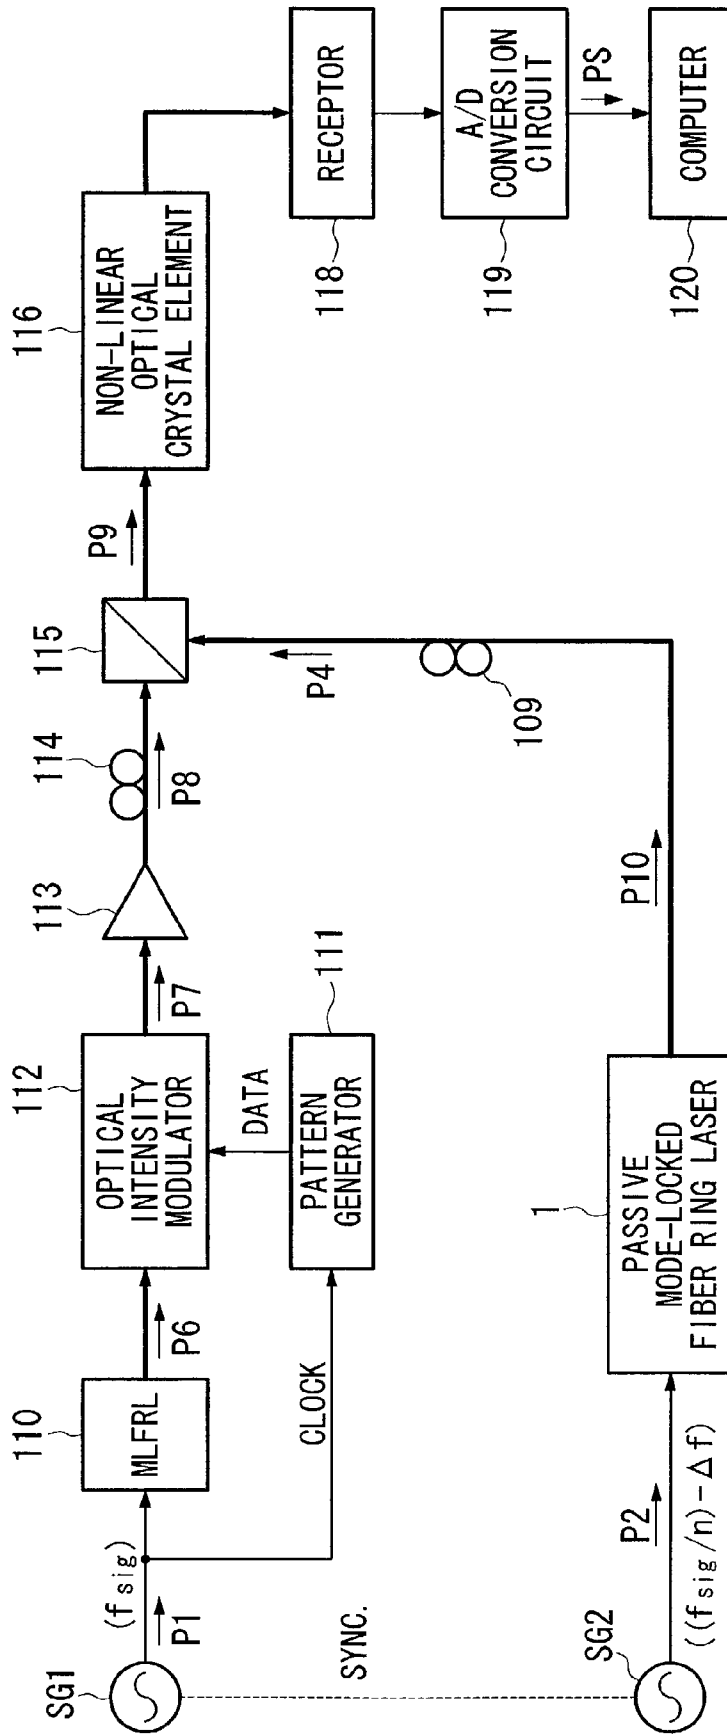 SG1
(fsig)
P1
110
MLFRL
P6
112
OPTICAL
INTENSITY
MODULATOR
P7
113
114
P8
115
P9
116
NON-LINEAR
OPTICAL
CRYSTAL ELEMENT
CLOCK
DATA
PATTERN
GENERATOR
111
SYNC.
SG2
P2
((fsig/n)-Δf)
1
PASSIVE
MODE-LOCKED
FIBER RING LASER
P10
109
P4
RECEPTOR
118
A/D
CONVERSION
CIRCUIT
119
PS
COMPUTER
120